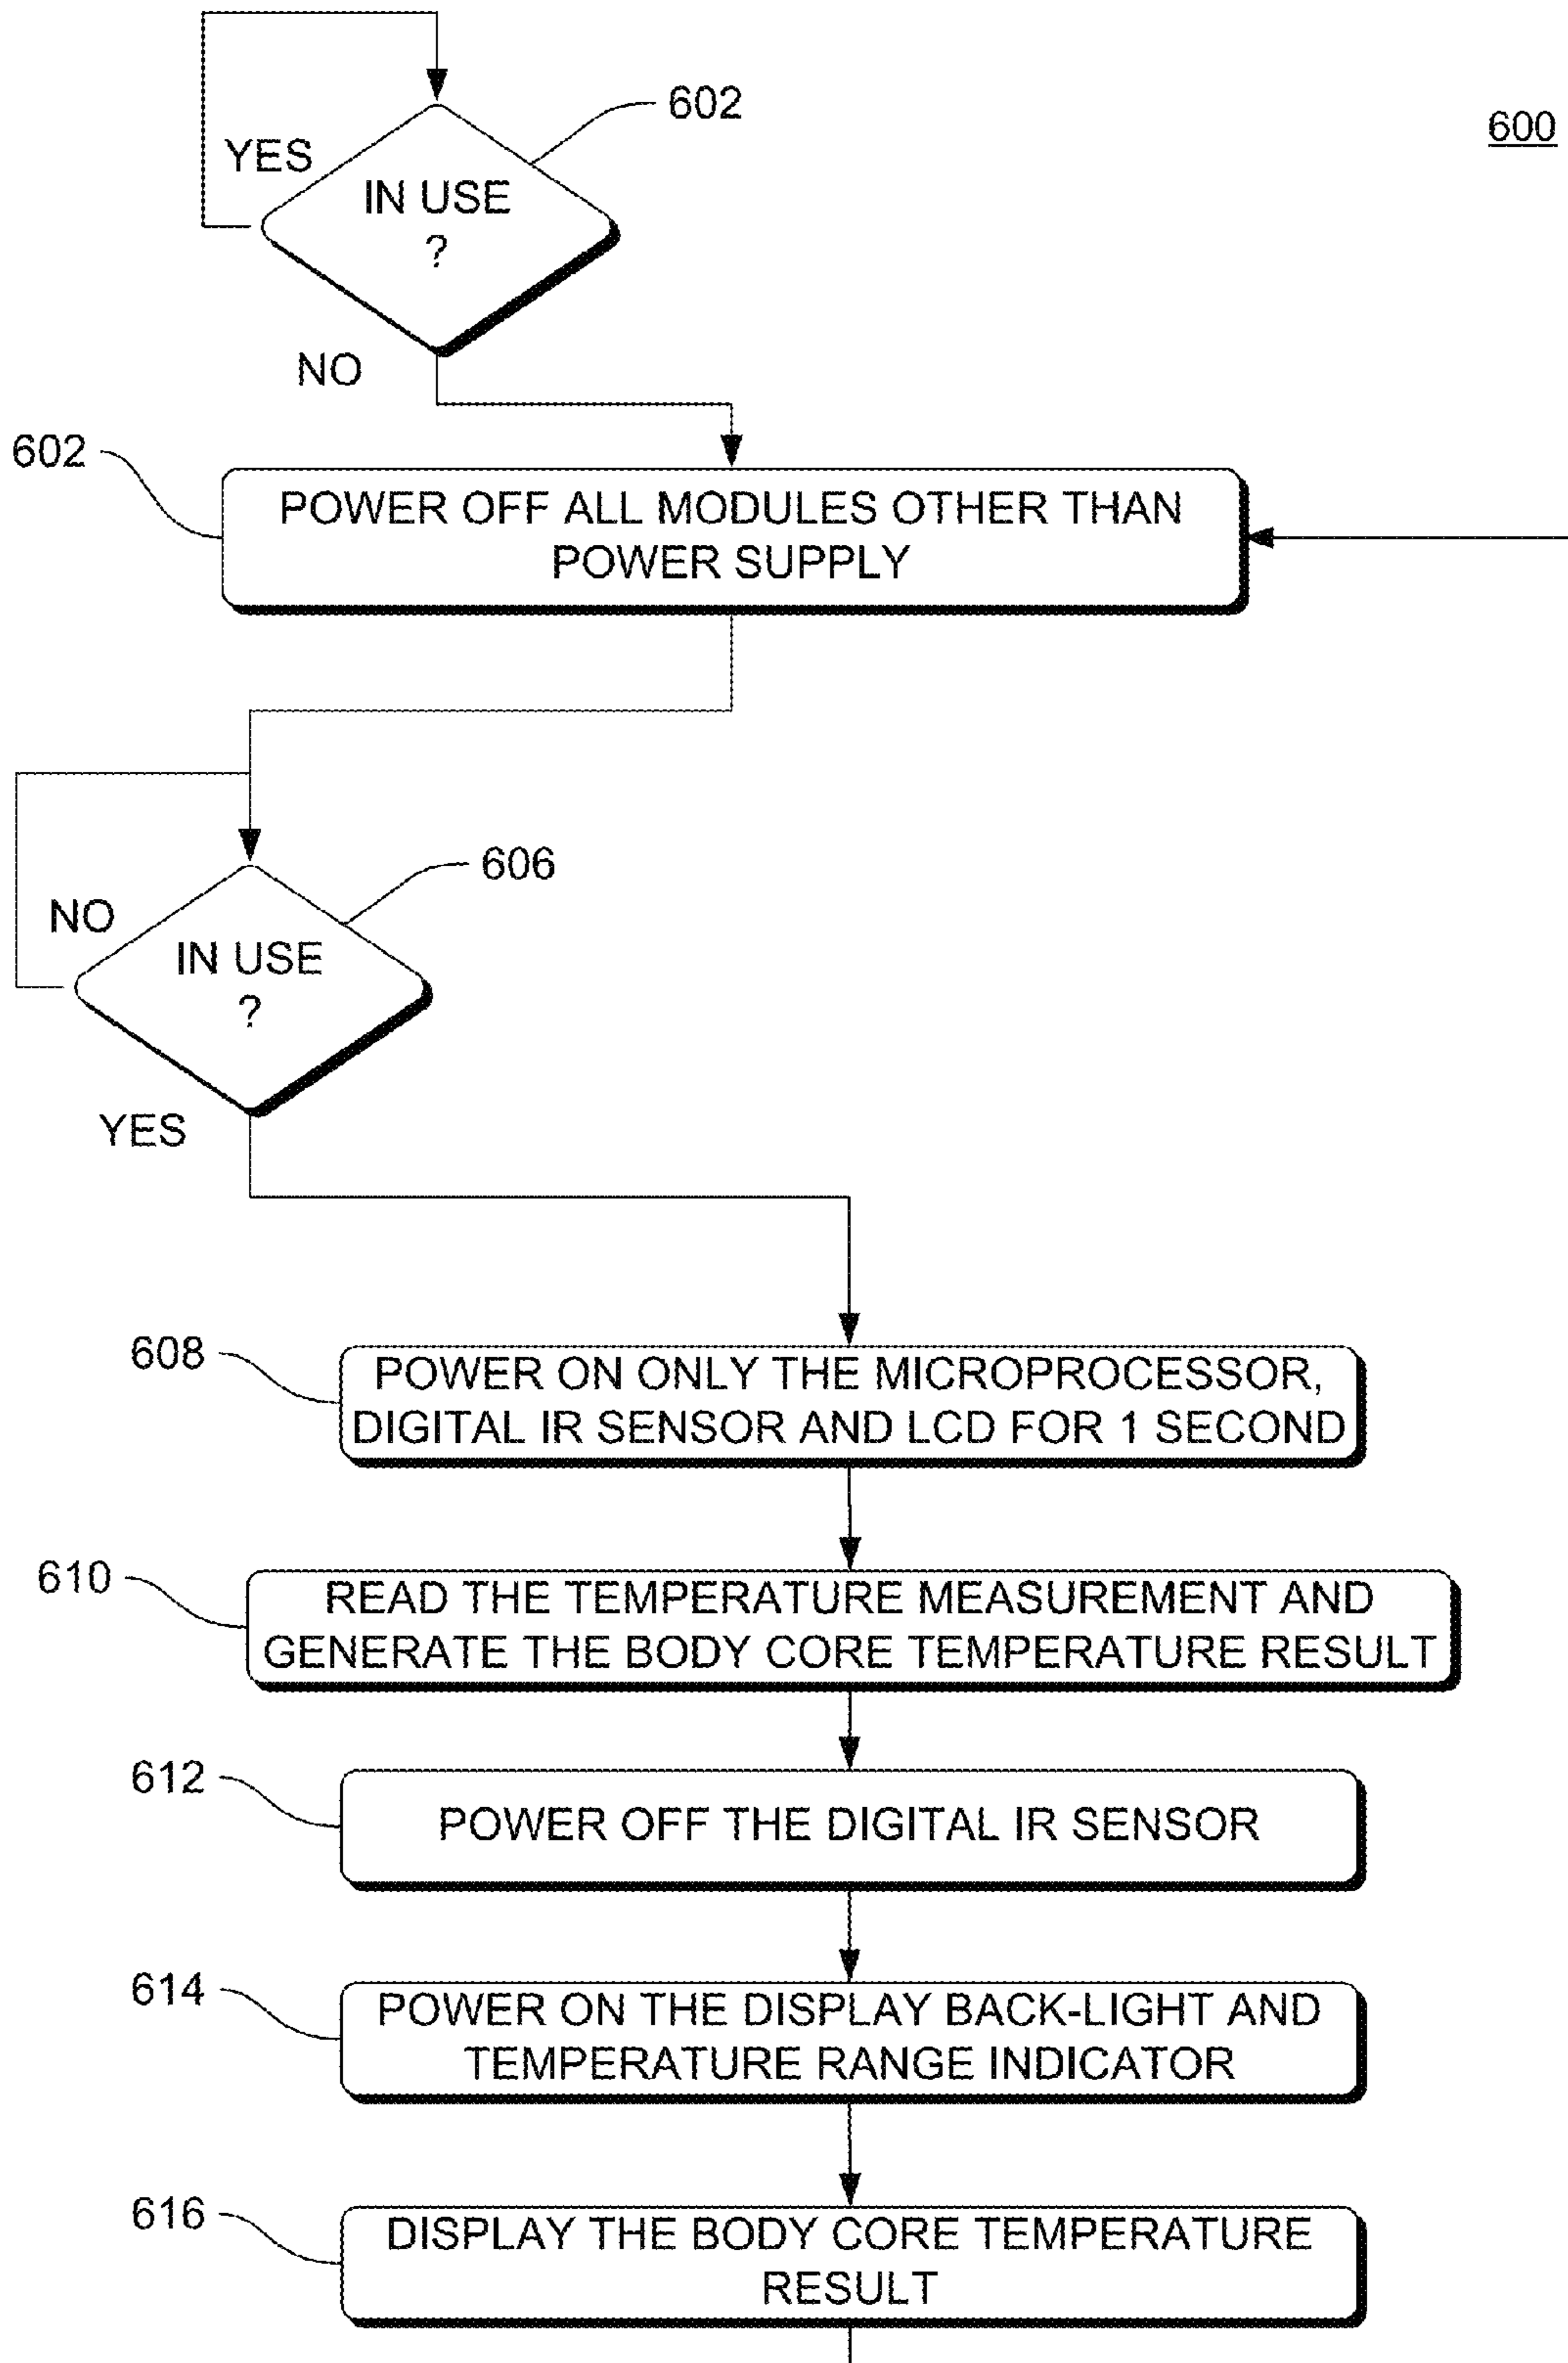 600
602
YES
IN USE
?
NO
602
POWER OFF ALL MODULES OTHER THAN
POWER SUPPLY
606
NO
IN USE
?
YES
608
POWER ON ONLY THE MICROPROCESSOR,
DIGITAL IR SENSOR AND LCD FOR 1 SECOND
610
READ THE TEMPERATURE MEASUREMENT AND
GENERATE THE BODY CORE TEMPERATURE RESULT
612
POWER OFF THE DIGITAL IR SENSOR
614
POWER ON THE DISPLAY BACK-LIGHT AND
TEMPERATURE RANGE INDICATOR
616
DISPLAY THE BODY CORE TEMPERATURE
RESULT